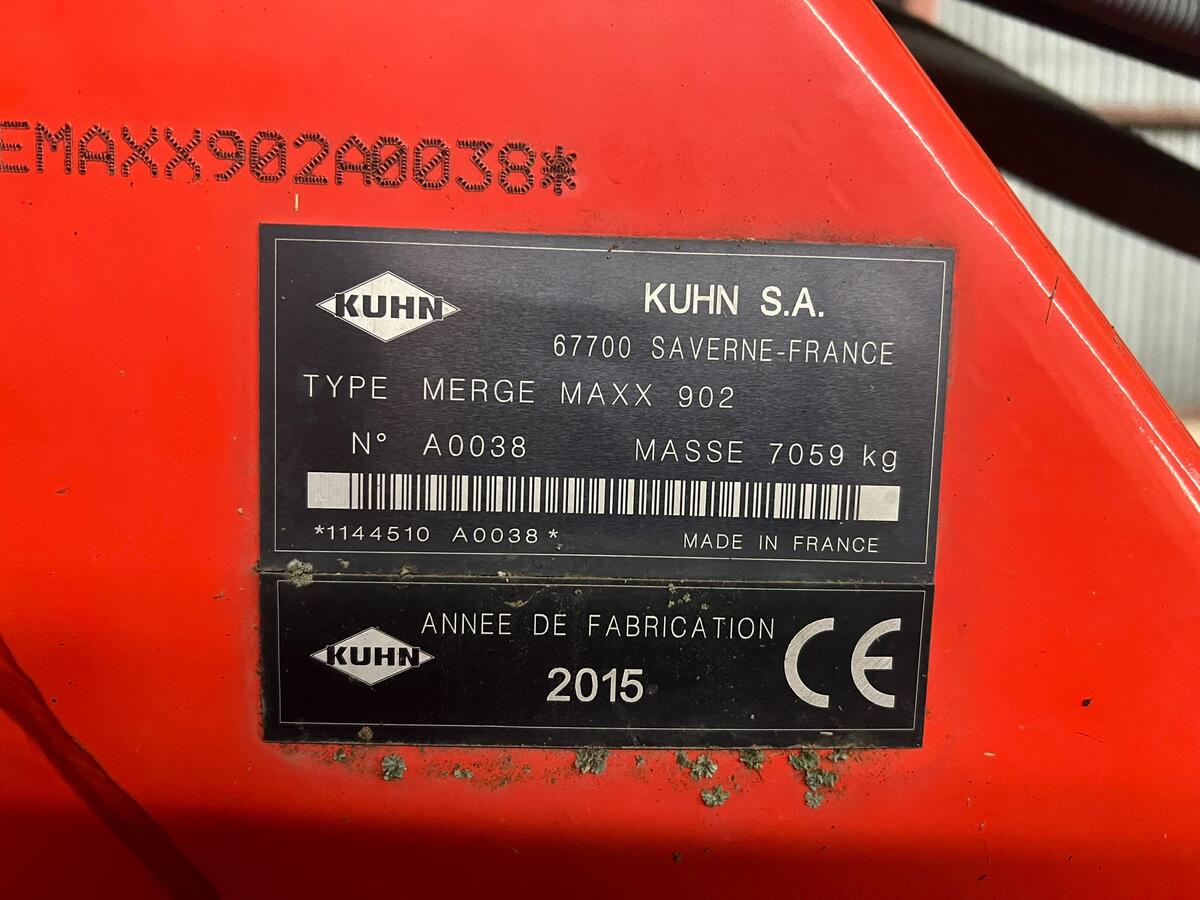 EMAXX902A0038*
KUHN
KUHN S.A.
67700 SAVERNE-FRANCE
TYPE MERGE MAXX 902
N° A0038 MASSE 7059 kg
*1144510 A0038*
MADE IN FRANCE
KUHN
ANNEE DE FABRICATION
2015
CE